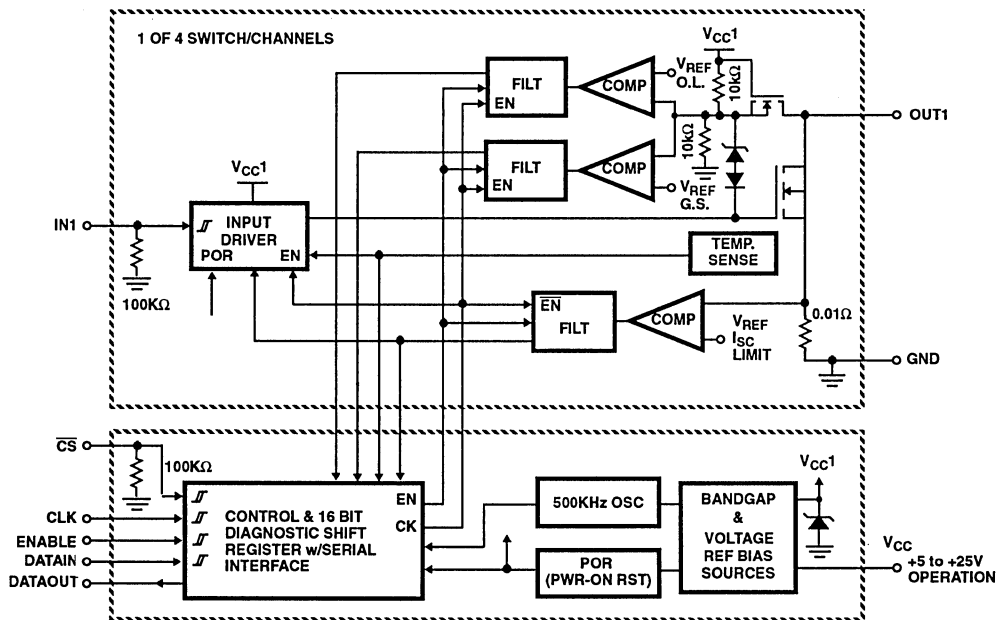 1 OF 4 SWITCH/CHANNELS
VCC1
VREF
O.L.
FILT
COMP
EN
10kΩ
OUT1
10kΩ
FILT
COMP
EN
VREF
G.S.
VCC1
IN1
INPUT
DRIVER
POR
EN
100KΩ
TEMP.
SENSE
EN
FILT
COMP
VREF
ISC
LIMIT
0.01Ω
GND
CS
100KΩ
CLK
ENABLE
DATAIN
DATAOUT
CONTROL & 16 BIT
DIAGNOSTIC SHIFT
REGISTER w/SERIAL
INTERFACE
EN
CK
500KHz OSC
POR
(PWR-ON RST)
BANDGAP
&
VOLTAGE
REF BIAS
SOURCES
VCC1
VCC
+5 to +25V
OPERATION